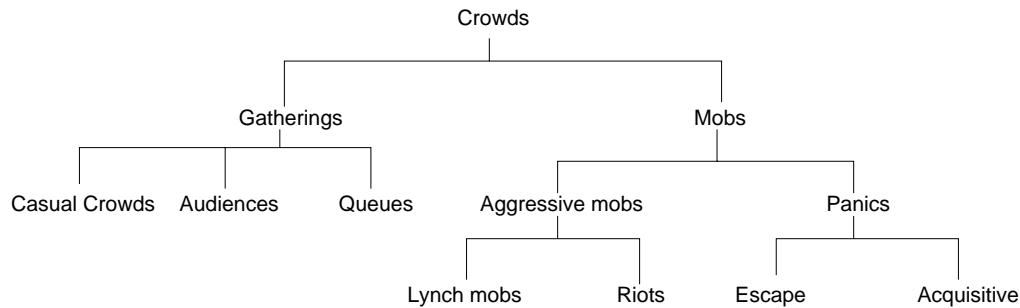 Crowds
Gatherings Mobs
Casual Crowds Audiences Queues Aggressive mobs Panics
Lynch mobs Riots Escape Acquisitive